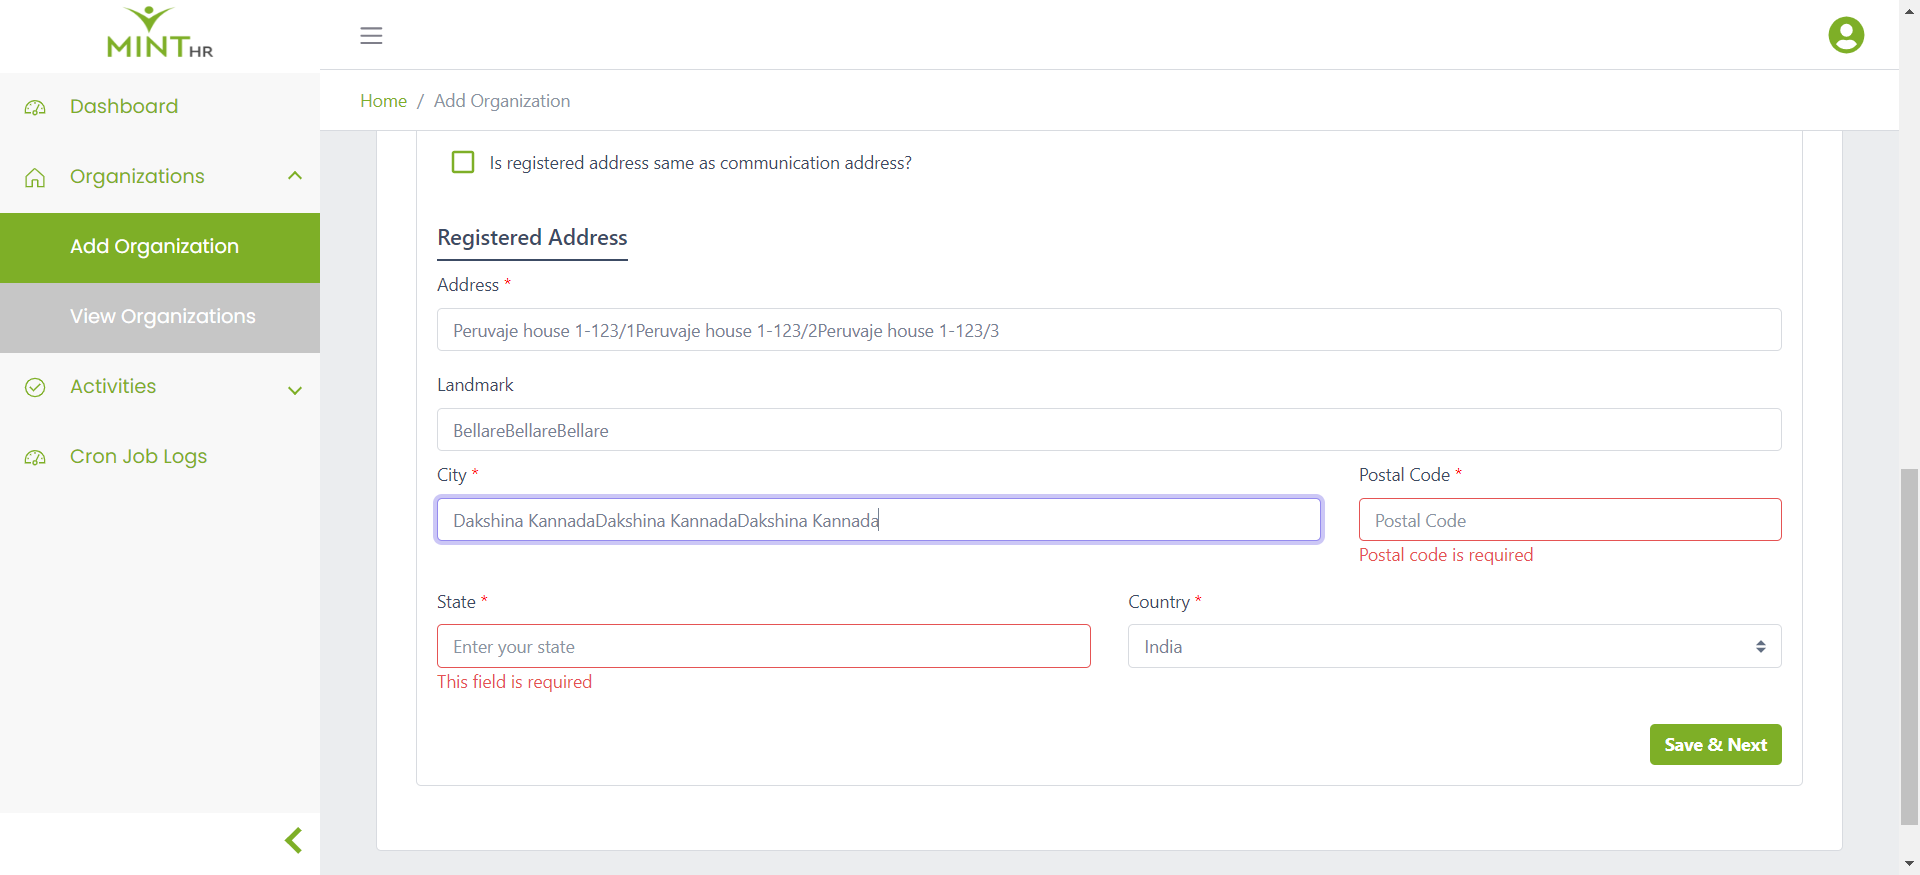 MINT HR
Dashboard
Organizations
Add Organization
View Organizations
Activities
Cron Job Logs
Home / Add Organization
Is registered address same as communication address?
Registered Address
Address *
Peruvaje house 1-123/1Peruvaje house 1-123/2Peruvaje house 1-123/3
Landmark
BellareBellareBellare
City *
Dakshina KannadaDakshina KannadaDakshina Kannada
Postal Code *
Postal Code
Postal code is required
State *
Enter your state
This field is required
Country *
India
Save & Next